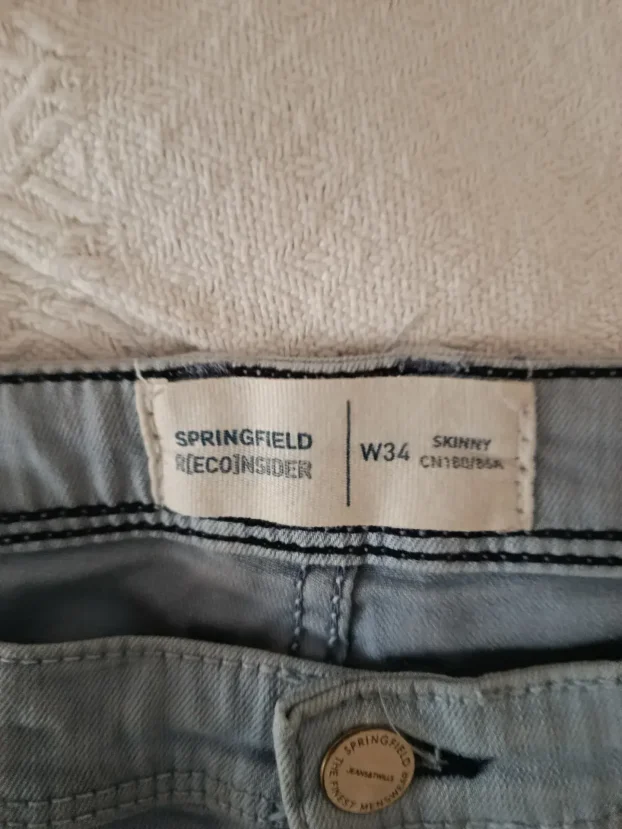 SPRINGFIELD
R[ECO]NSIDER
W34
SKINNY
CN180/86A
SPRINGFIELD
THE FINEST MENSWEAR